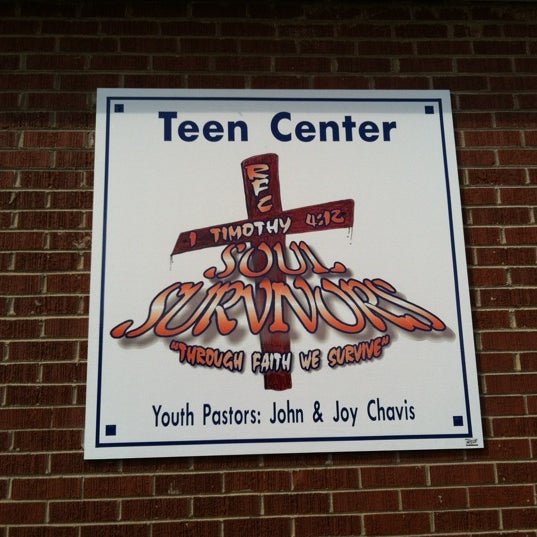 Teen Center
RFC
1 TIMOTHY 4:12
SOUL
SURVIVORS
"THROUGH FAITH WE SURVIVE"
Youth Pastors: John & Joy Chavis